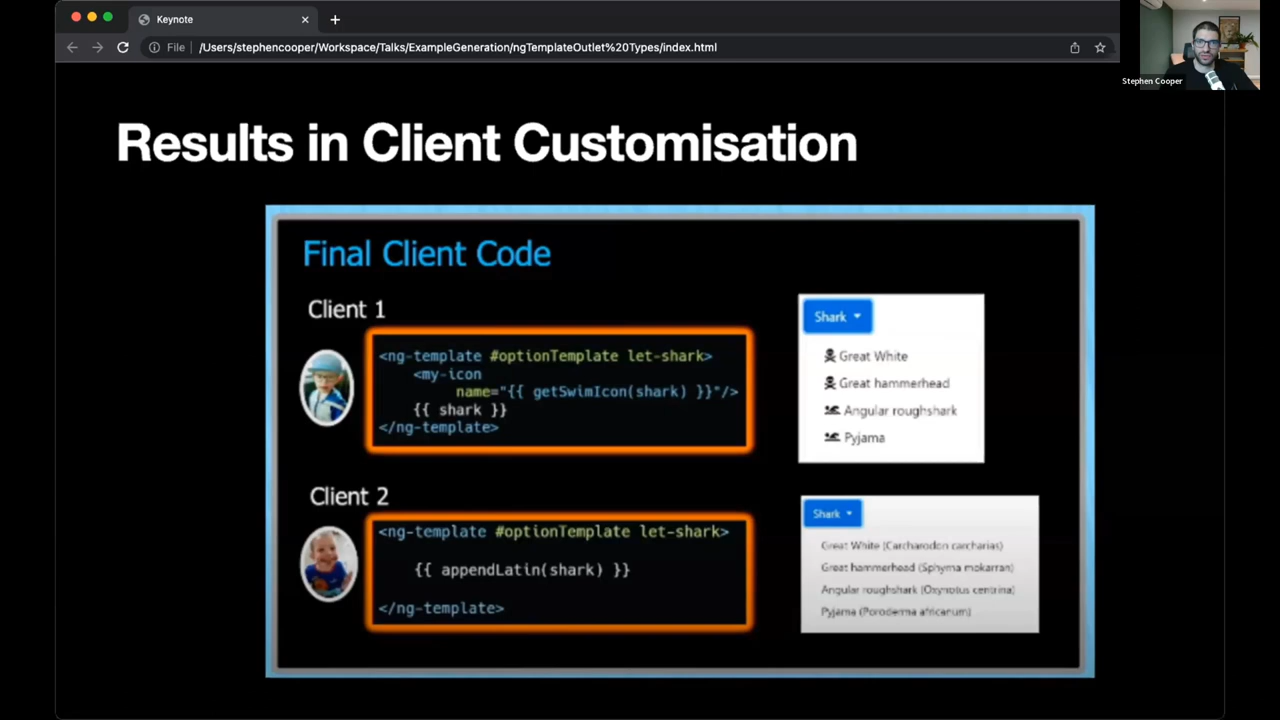 Keynote
File
/Users/stephencooper/Workspace/Talks/ExampleGeneration/ngTemplateOutlet%20Types/index.html
Stephen Cooper
Results in Client Customisation
Final Client Code
Client 1
<ng-template #optionTemplate let-shark>
<my-icon
name="{{ getSwimIcon(shark) }}"/>
{{ shark }}
</ng-template>
Shark
Great White
Great hammerhead
Angular roughshark
Pyjama
Client 2
<ng-template #optionTemplate let-shark>
{{ appendLatin(shark) }}
</ng-template>
Shark
Great White (Carcharodon carcharias)
Great hammerhead (Sphyrna mokarran)
Angular roughshark (Oxynotus centrina)
Pyjama (Poroderma africanum)